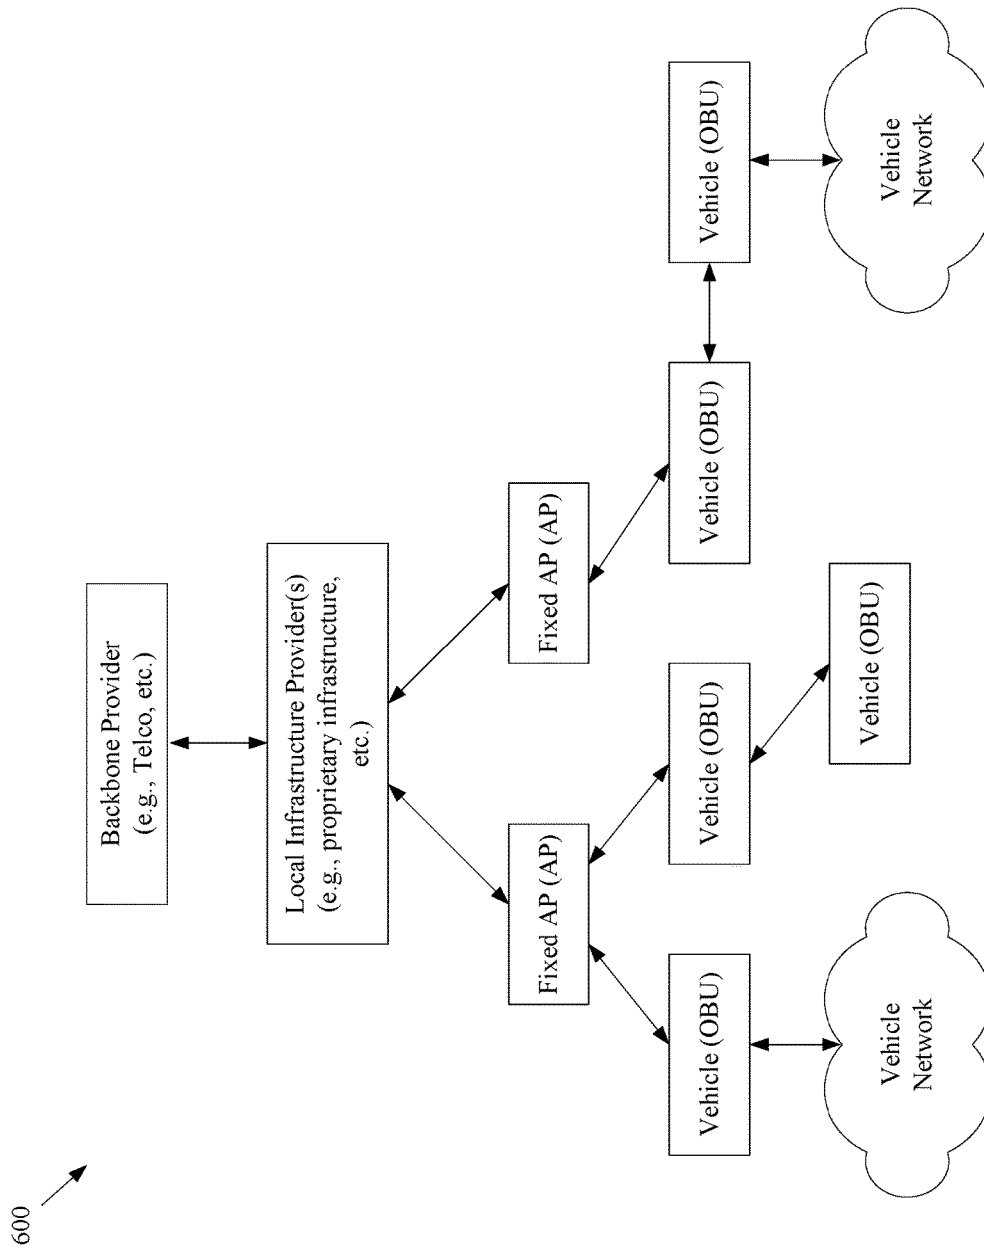 600
Backbone Provider
(e.g., Telco, etc.)
Local Infrastructure Provider(s)
(e.g., proprietary infrastructure,
etc.)
Fixed AP (AP)
Fixed AP (AP)
Vehicle (OBU)
Vehicle (OBU)
Vehicle (OBU)
Vehicle (OBU)
Vehicle (OBU)
Vehicle
Network
Vehicle
Network